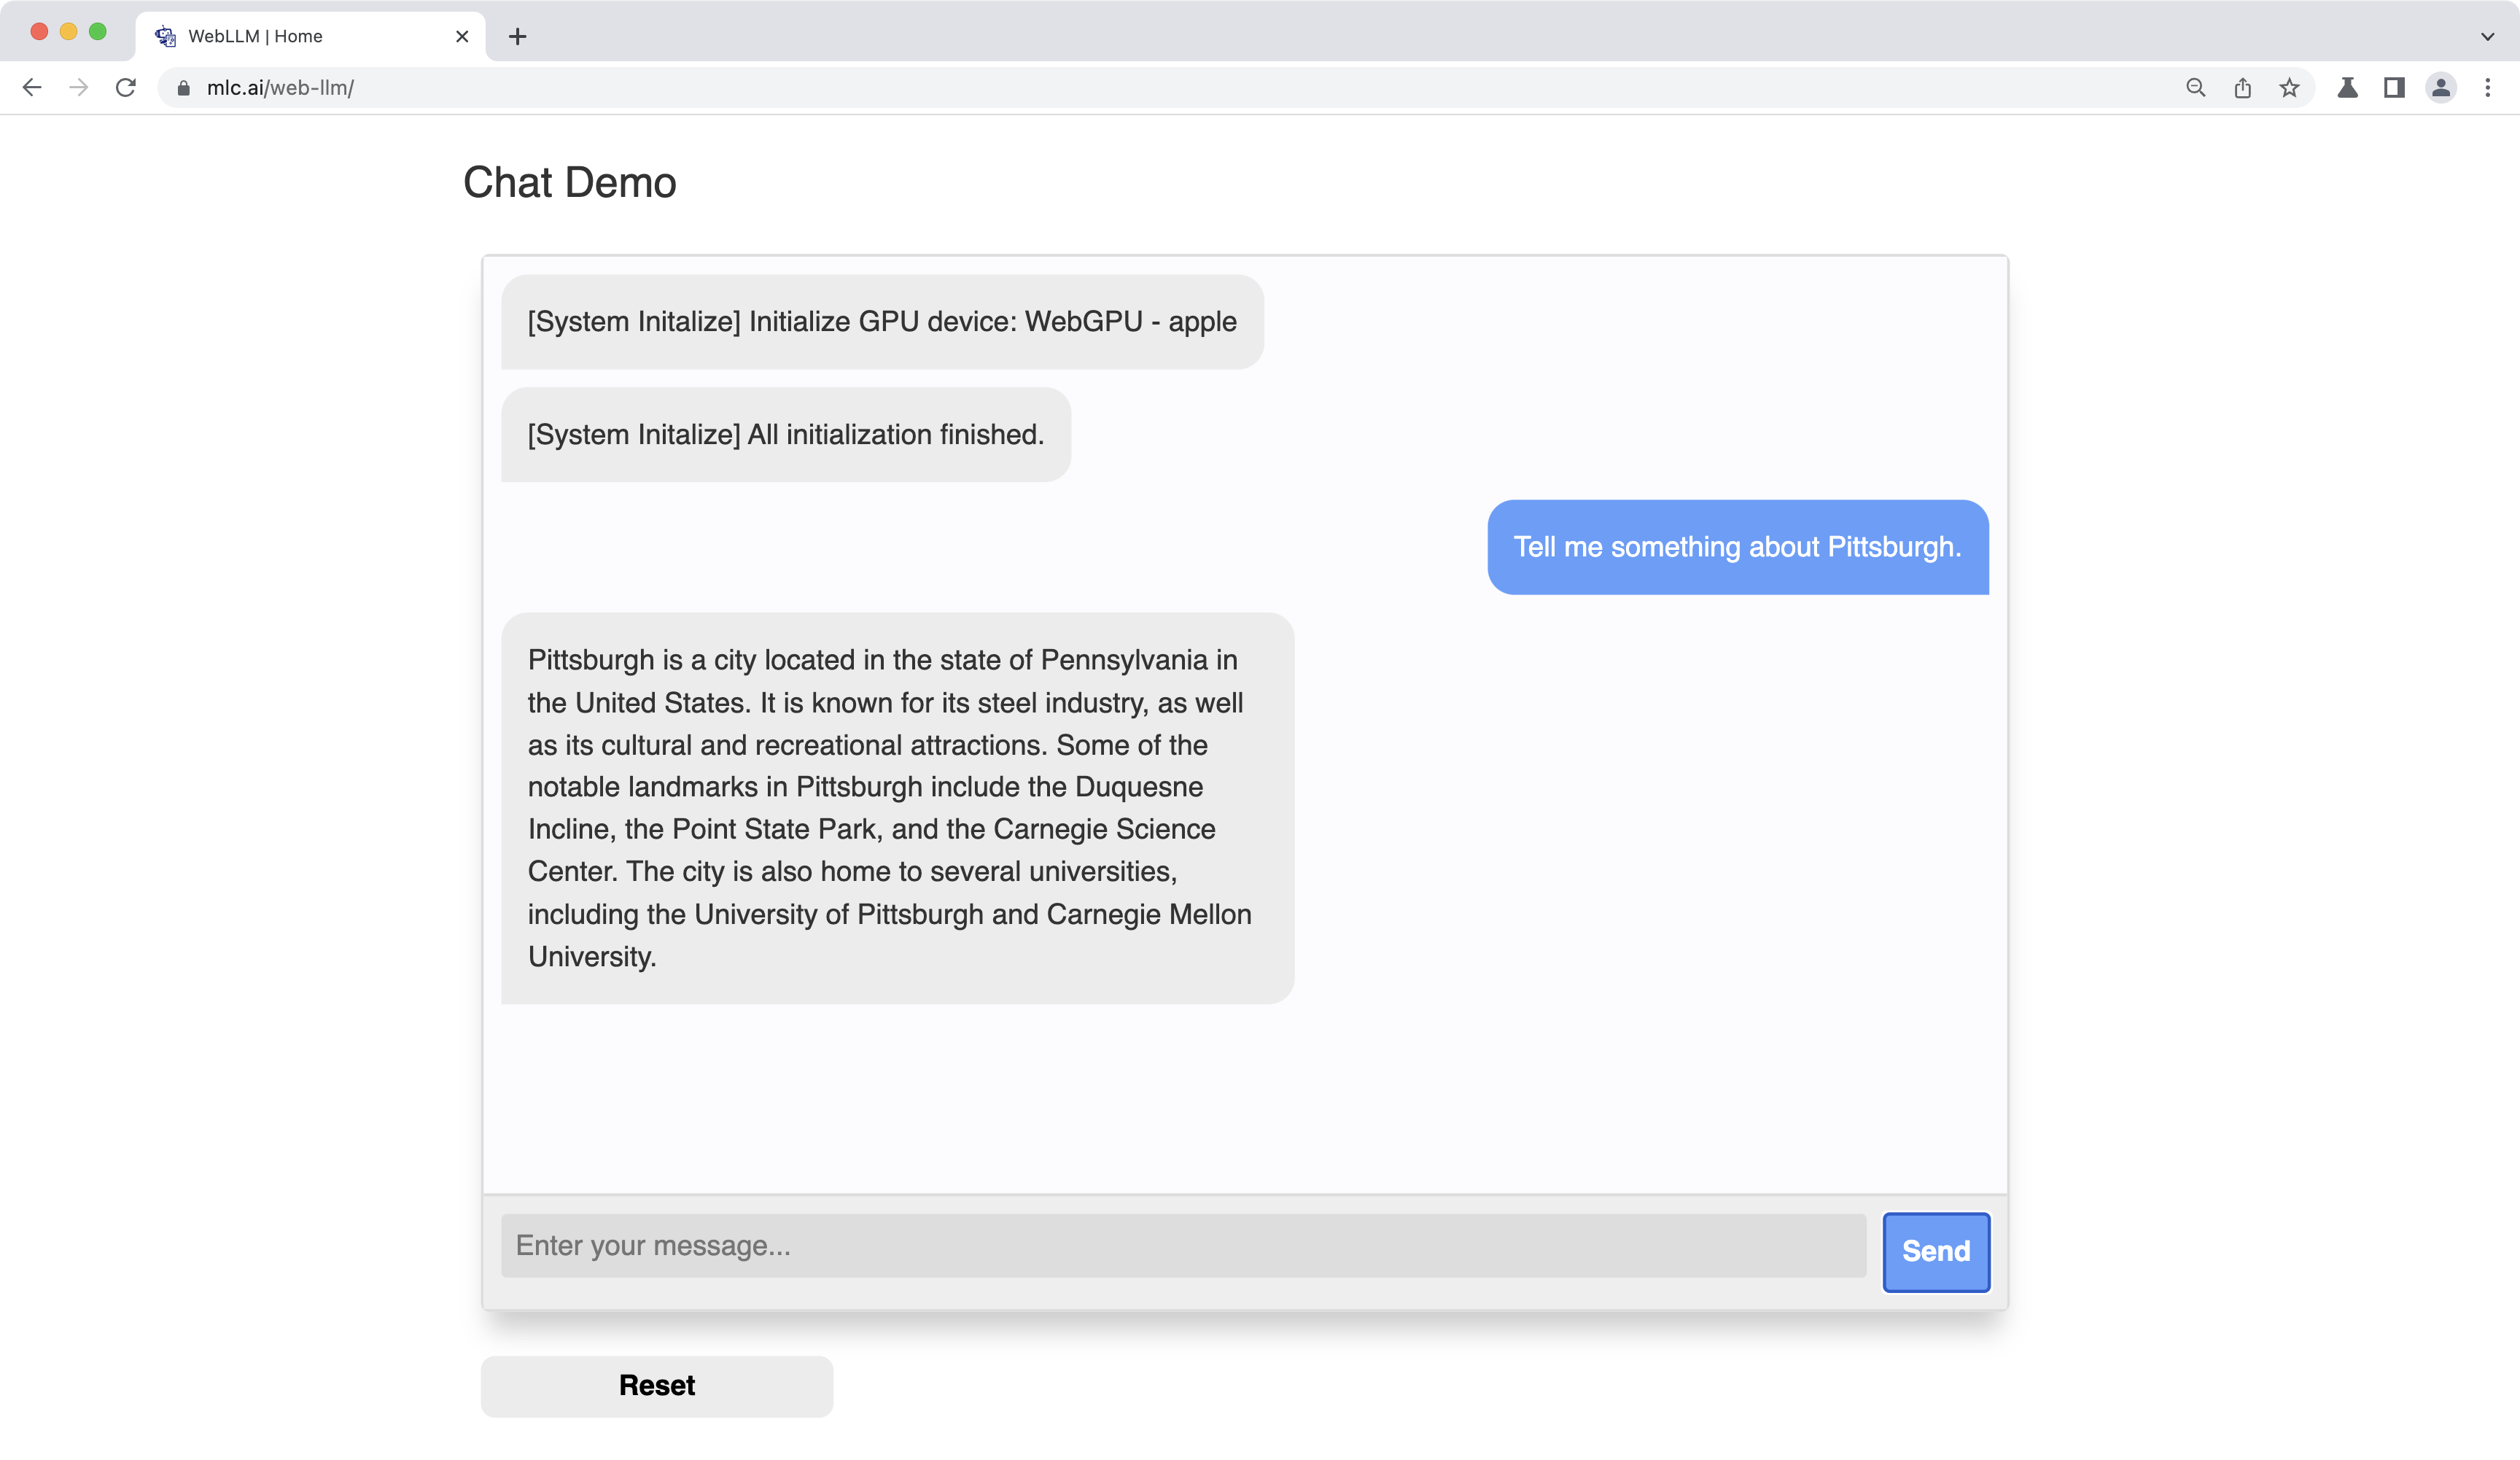 WebLLM | Home
mlc.ai/web-llm/
Chat Demo
[System Initalize] Initialize GPU device: WebGPU - apple
[System Initalize] All initialization finished.
Tell me something about Pittsburgh.
Pittsburgh is a city located in the state of Pennsylvania in
the United States. It is known for its steel industry, as well
as its cultural and recreational attractions. Some of the
notable landmarks in Pittsburgh include the Duquesne
Incline, the Point State Park, and the Carnegie Science
Center. The city is also home to several universities,
including the University of Pittsburgh and Carnegie Mellon
University.
Enter your message...
Send
Reset